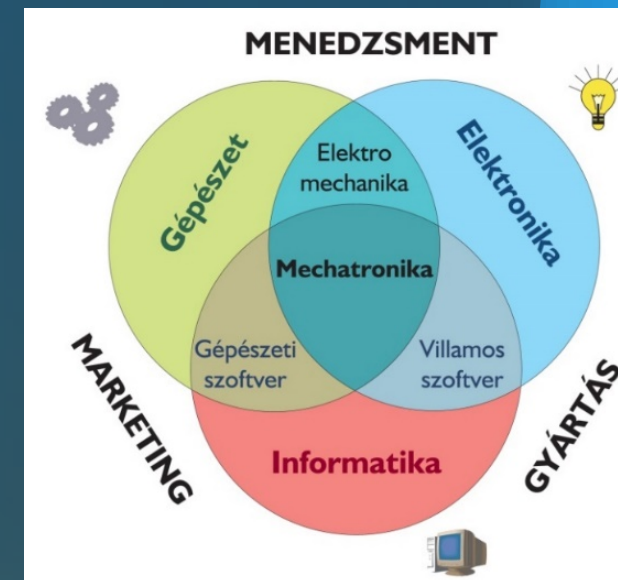 MENEDZSMENT
Gépészet
Elektro
mechanika
Elektronika
Mechatronika
Gépészeti
szoftver
Villamos
szoftver
MARKETING
GYÁRTÁS
Informatika